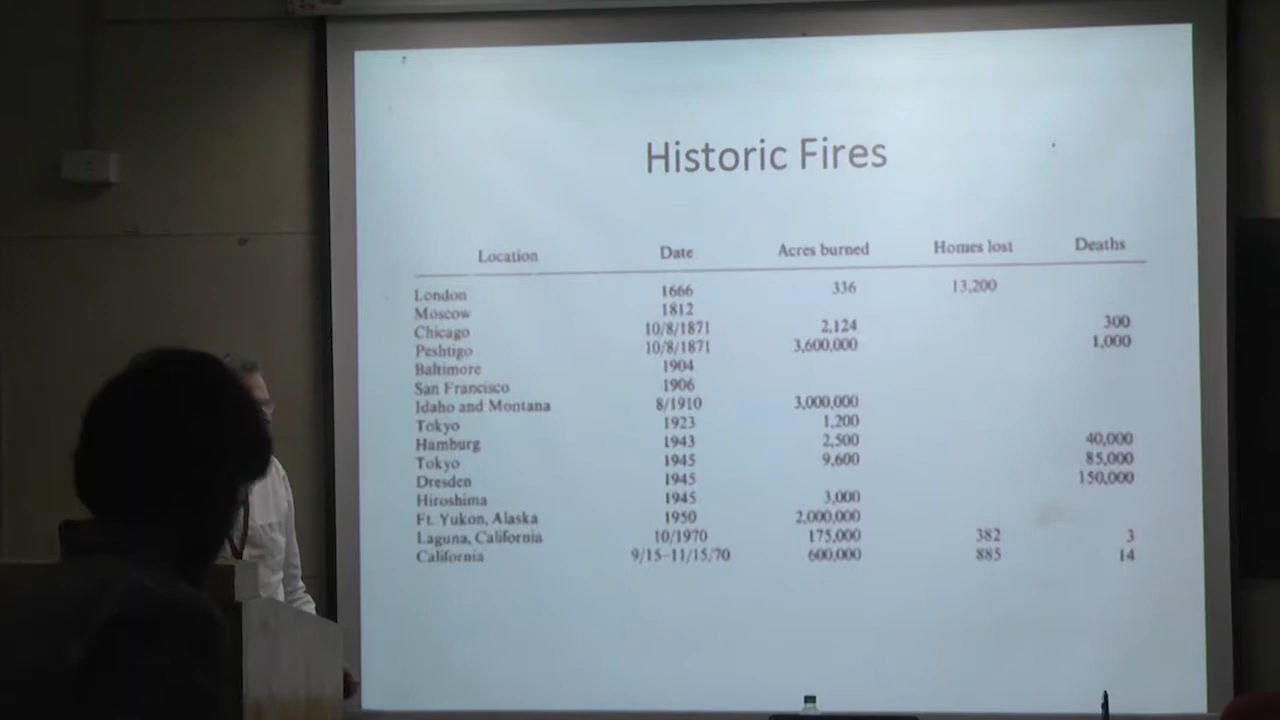 Historic Fires
Location Date Acres burned Homes lost Deaths
London 1666 336 13,200
Moscow 1812
Chicago 10/8/1871 2,124 300
Peshtigo 10/8/1871 3,600,000 1,000
Baltimore 1904
San Francisco 1906
Idaho and Montana 8/1910 3,000,000
Tokyo 1923 1,200
Hamburg 1943 2,500 40,000
Tokyo 1945 9,600 85,000
Dresden 1945 150,000
Hiroshima 1945 3,000
Ft. Yukon, Alaska 1950 2,000,000
Laguna, California 10/1970 175,000 382 3
California 9/15–11/15/70 600,000 885 14